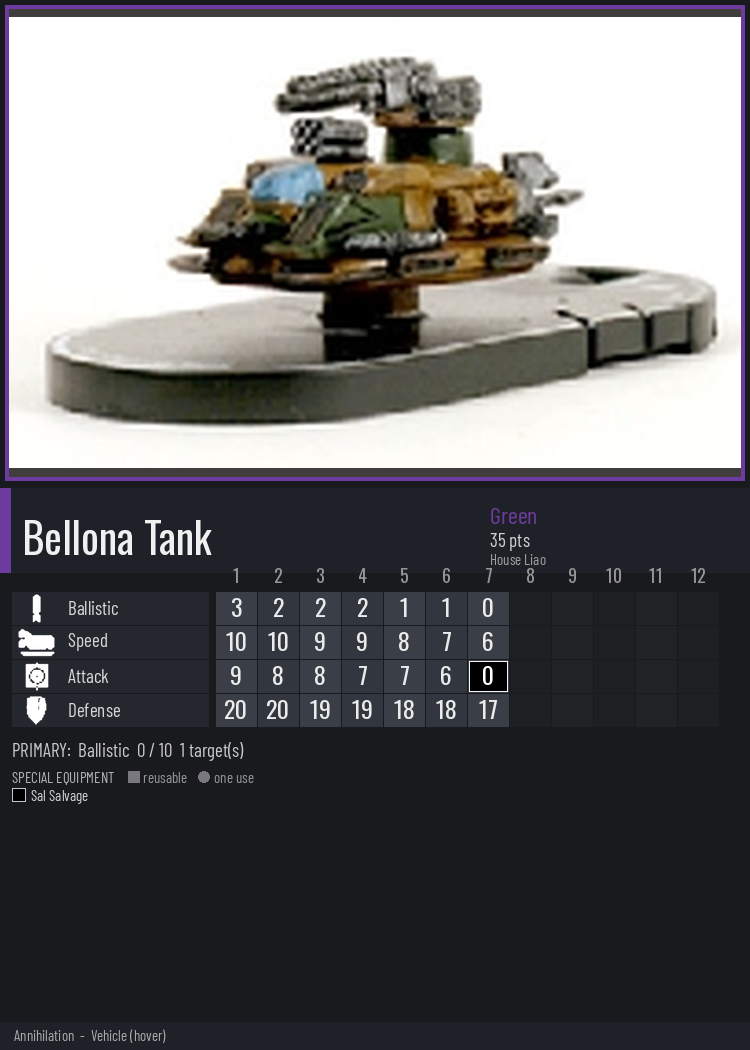 Bellona Tank
Green
35 pts
House Liao
1 2 3 4 5 6 7 8 9 10 11 12
Ballistic 3 2 2 2 1 1 0
Speed 10 10 9 9 8 7 6
Attack 9 8 8 7 7 6 0
Defense 20 20 19 19 18 18 17
PRIMARY: Ballistic 0 / 10 1 target(s)
SPECIAL EQUIPMENT reusable one use
Sal Salvage
Annihilation - Vehicle (hover)